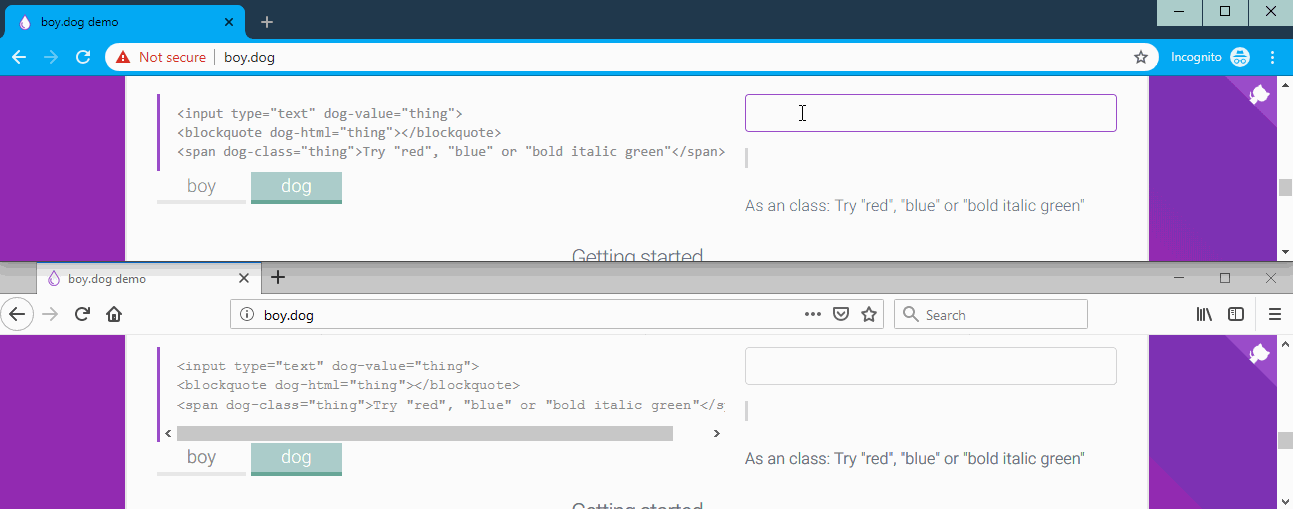 boy.dog demo
Not secure boy.dog Incognito
<input type="text" dog-value="thing">
<blockquote dog-html="thing"></blockquote>
<span dog-class="thing">Try "red", "blue" or "bold italic green"</span>
boy dog
As an class: Try "red", "blue" or "bold italic green"
Getting started
boy.dog demo
boy.dog Search
<input type="text" dog-value="thing">
<blockquote dog-html="thing"></blockquote>
<span dog-class="thing">Try "red", "blue" or "bold italic green"</s
boy dog
As an class: Try "red", "blue" or "bold italic green"
Getting started